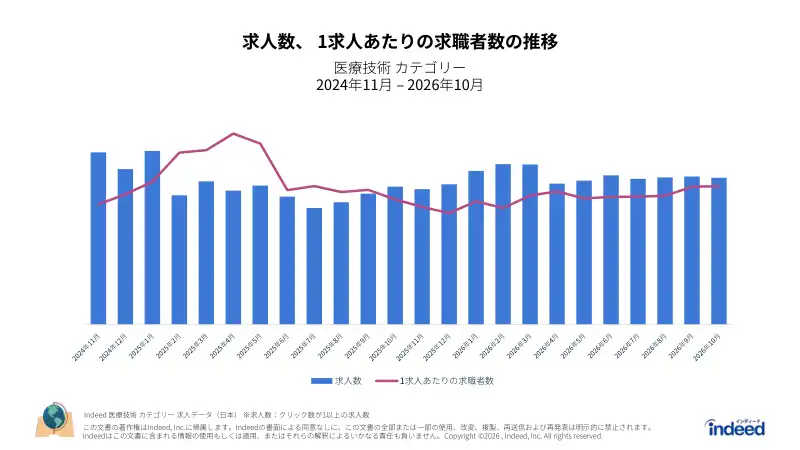 求人数、 1求人あたりの求職者数の推移
医療技術 カテゴリー
2024年11月 – 2026年10月
2024年11月
2024年12月
2025年1月
2025年2月
2025年3月
2025年4月
2025年5月
2025年6月
2025年7月
2025年8月
2025年9月
2025年10月
2025年11月
2025年12月
2026年1月
2026年2月
2026年3月
2026年4月
2026年5月
2026年6月
2026年7月
2026年8月
2026年9月
2026年10月
求人数
1求人あたりの求職者数
Indeed 医療技術 カテゴリー 求人データ（日本） ※求人数：クリック数が1以上の求人数
この文書の著作権はIndeed, Inc.に帰属します。Indeedの書面による同意なしに、この文書の全部または一部の使用、改変、複製、再送信および再発表は明示的に禁止されます。
Indeedはこの文書に含まれる情報の使用もしくは適用、またはそれらの解釈によるいかなる責任も負いません。Copyright ©2026 , Indeed, Inc. All rights reserved.
インディード
indeed